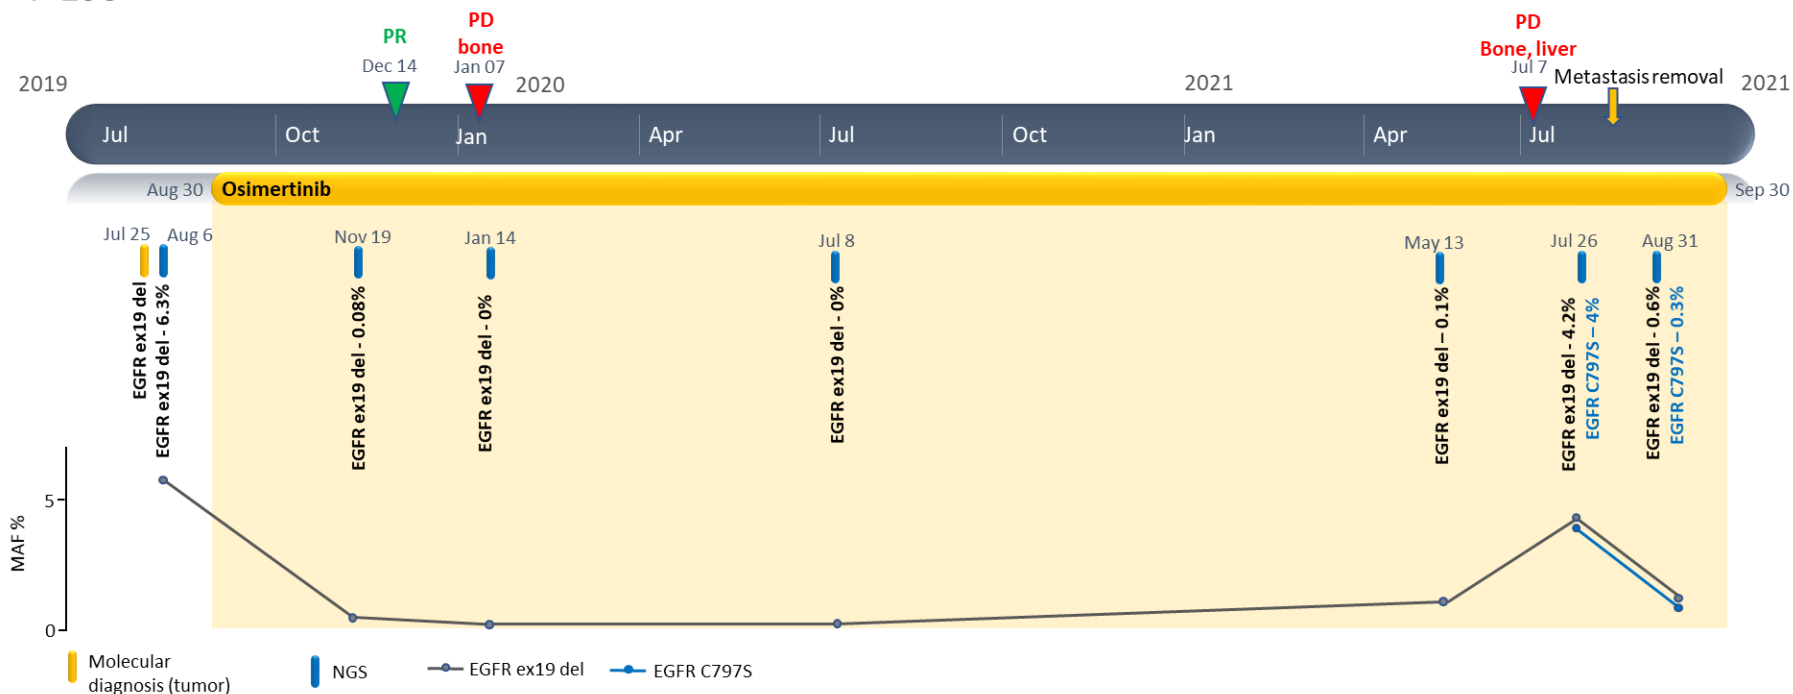 PR
Dec 14
PD
bone
Jan 07
PD
Bone, liver
Jul 7
Metastasis removal
2019
2020
2021
2021
Jul
Oct
Jan
Apr
Jul
Oct
Jan
Apr
Jul
Aug 30
Osimertinib
Sep 30
Jul 25
Aug 6
Nov 19
Jan 14
Jul 8
May 13
Jul 26
Aug 31
EGFR ex19 del
EGFR ex19 del - 6.3%
EGFR ex19 del - 0.08%
EGFR ex19 del - 0%
EGFR ex19 del - 0%
EGFR ex19 del – 0.1%
EGFR ex19 del - 4.2%
EGFR C797S – 4%
EGFR ex19 del - 0.6%
EGFR C797S – 0.3%
MAF %
5
0
Molecular
diagnosis (tumor)
NGS
EGFR ex19 del
EGFR C797S